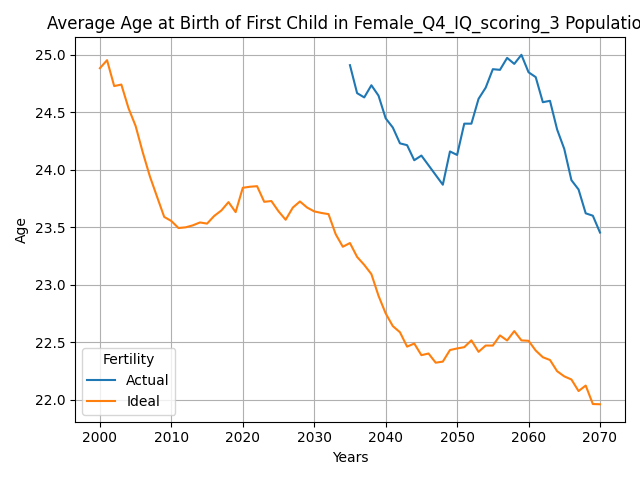 Average Age at Birth of First Child in Female_Q4_IQ_scoring_3 Populatio
25.0
24.5
24.0
23.5
23.0
22.5
22.0
Age
Fertility
Actual
Ideal
2000 2010 2020 2030 2040 2050 2060 2070
Years